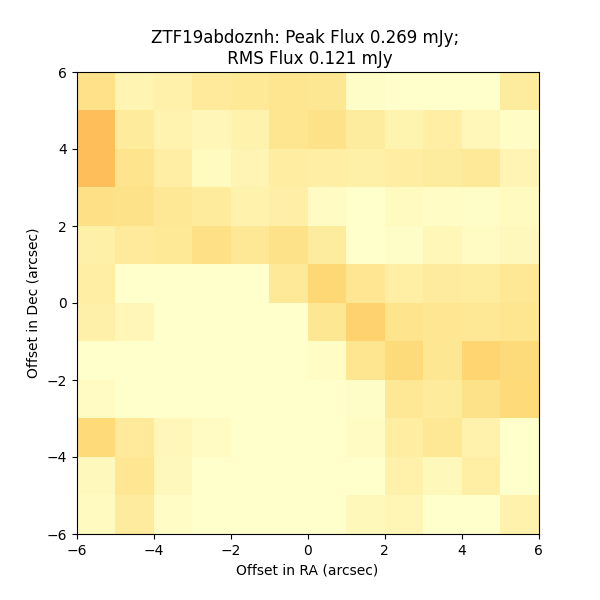 ZTF19abdoznh: Peak Flux 0.269 mJy;
RMS Flux 0.121 mJy
6
4
2
0
−2
−4
−6
Offset in Dec (arcsec)
−6 −4 −2 0 2 4 6
Offset in RA (arcsec)